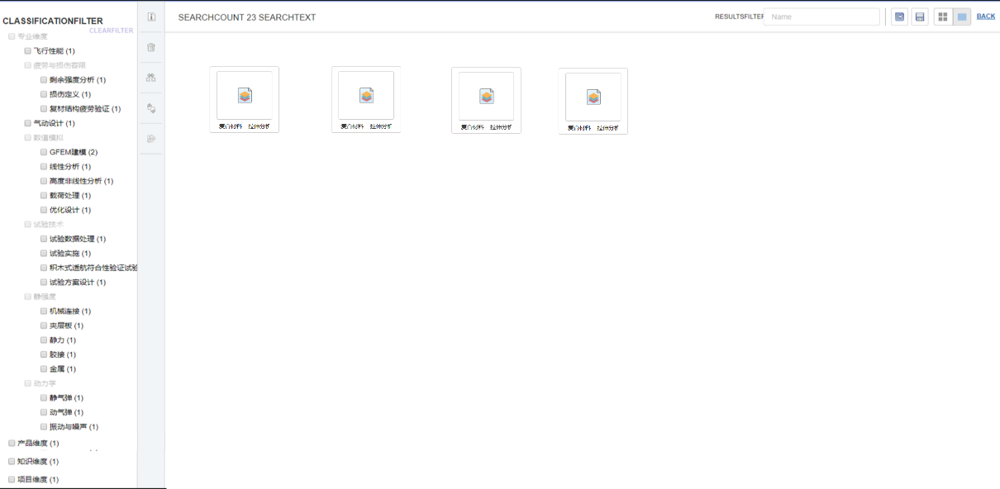 CLASSIFICATIONFILTER
CLEARFILTER
专业维度
飞行性能 (1)
疲劳与损伤容限
剩余强度分析 (1)
损伤定义 (1)
复材结构疲劳验证 (1)
气动设计 (1)
数值模拟
GFEM建模 (2)
线性分析 (1)
高度非线性分析 (1)
载荷处理 (1)
优化设计 (1)
试验技术
试验数据处理 (1)
试验实施 (1)
积木式适航符合性验证试验
试验方案设计 (1)
静强度
机械连接 (1)
夹层板 (1)
静力 (1)
胶接 (1)
金属 (1)
动力学
静气弹 (1)
动气弹 (1)
振动与噪声 (1)
产品维度 (1)
知识维度 (1)
项目维度 (1)
SEARCHCOUNT 23 SEARCHTEXT
RESULTSFILTER
Name
BACK
复合材料 拉伸分析
复合材料 拉伸分析
复合材料 拉伸分析
复合材料 拉伸分析